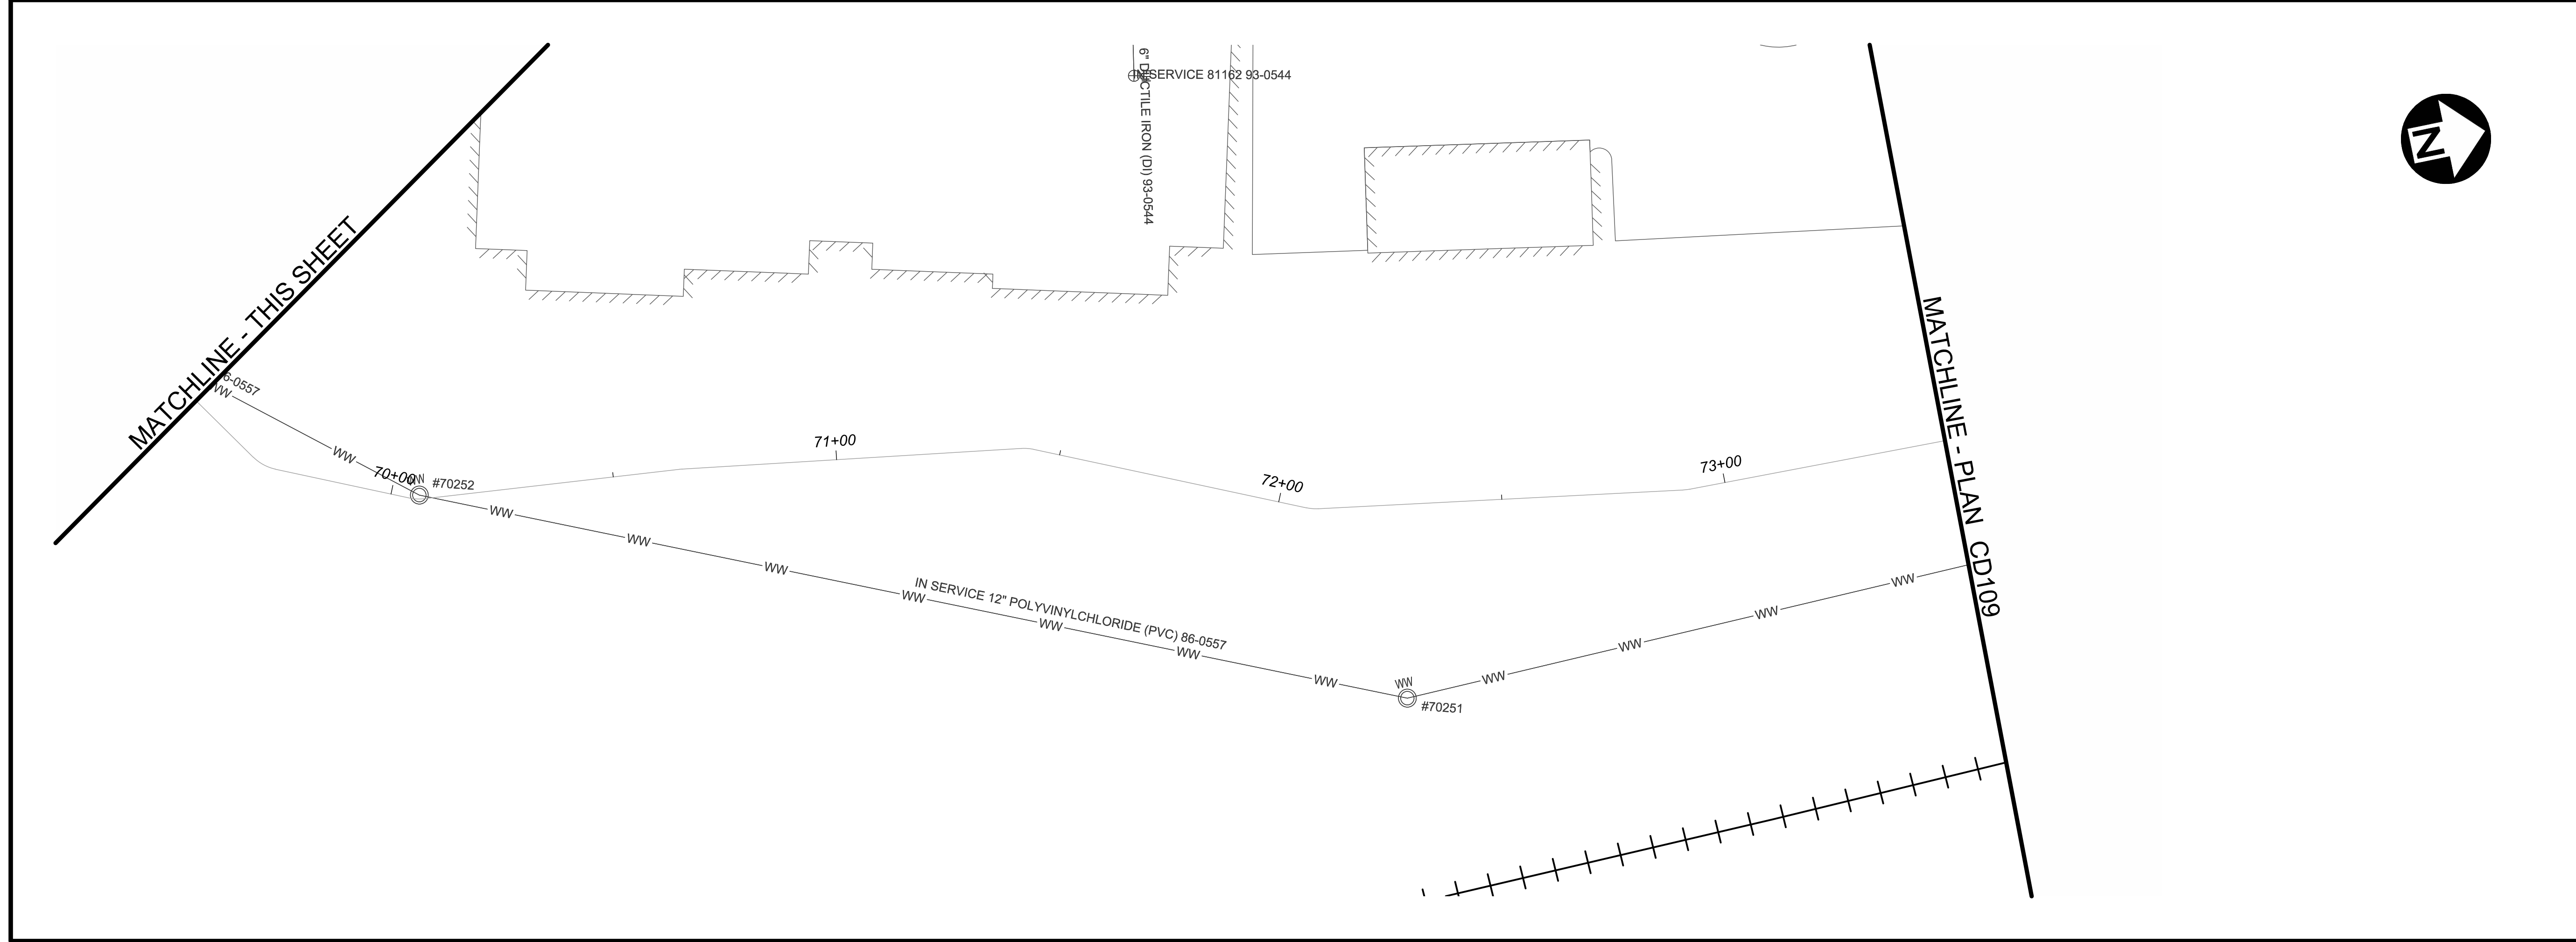 6" DUCTILE IRON (DI) 93-0544
IN SERVICE 81162 93-0544
N
MATCHLINE - THIS SHEET
6-0557
WW
WW
70+00
WW
#70252
71+00
72+00
73+00
WW
WW
WW
IN SERVICE 12" POLYVINYLCHLORIDE (PVC) 86-0557
WW
WW
WW
WW
WW
#70251
WW
WW
WW
WW
MATCHLINE - PLAN CD109